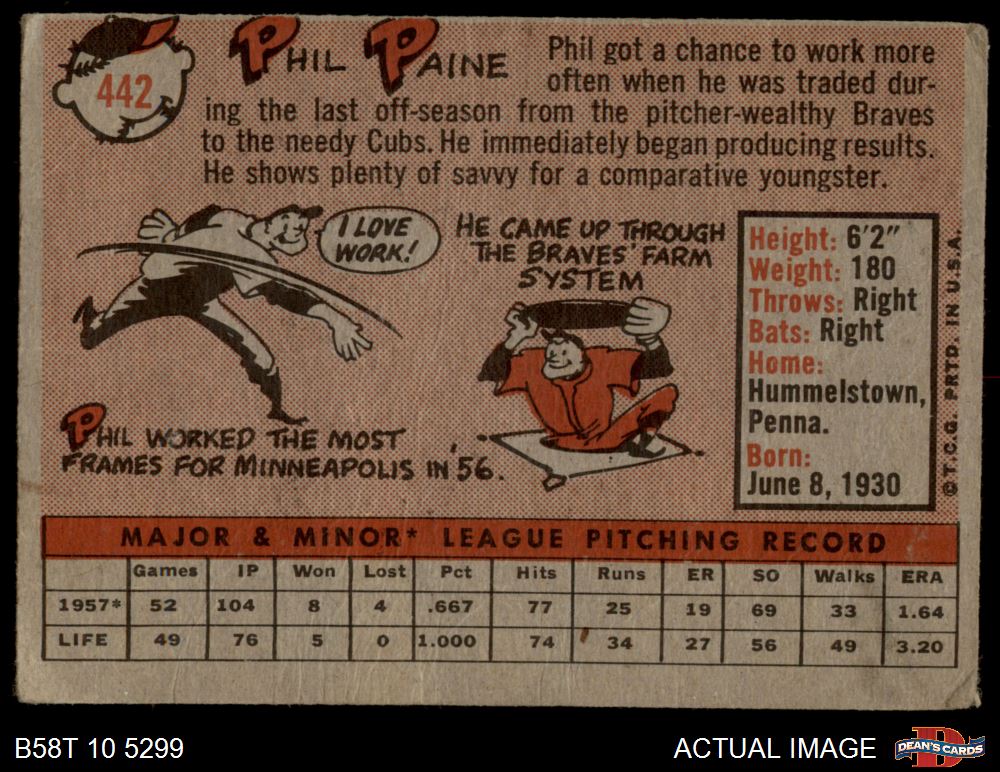 442
PHIL PAINE
Phil got a chance to work more
often when he was traded dur-
ing the last off-season from the pitcher-wealthy Braves
to the needy Cubs. He immediately began producing results.
He shows plenty of savvy for a comparative youngster.
I LOVE
WORK!
HE CAME UP THROUGH
THE BRAVES' FARM
SYSTEM
PHIL WORKED THE MOST
FRAMES FOR MINNEAPOLIS IN '56.
Height: 6'2"
Weight: 180
Throws: Right
Bats: Right
Home:
Hummelstown,
Penna.
Born:
June 8, 1930
© T.C.G. PRTD. IN U.S.A.
MAJOR & MINOR* LEAGUE PITCHING RECORD
Games IP Won Lost Pct Hits Runs ER SO Walks ERA
1957* 52 104 8 4 .667 77 25 19 69 33 1.64
LIFE 49 76 5 0 1.000 74 34 27 56 49 3.20
B58T 10 5299
ACTUAL IMAGE
D
DEAN'S CARDS